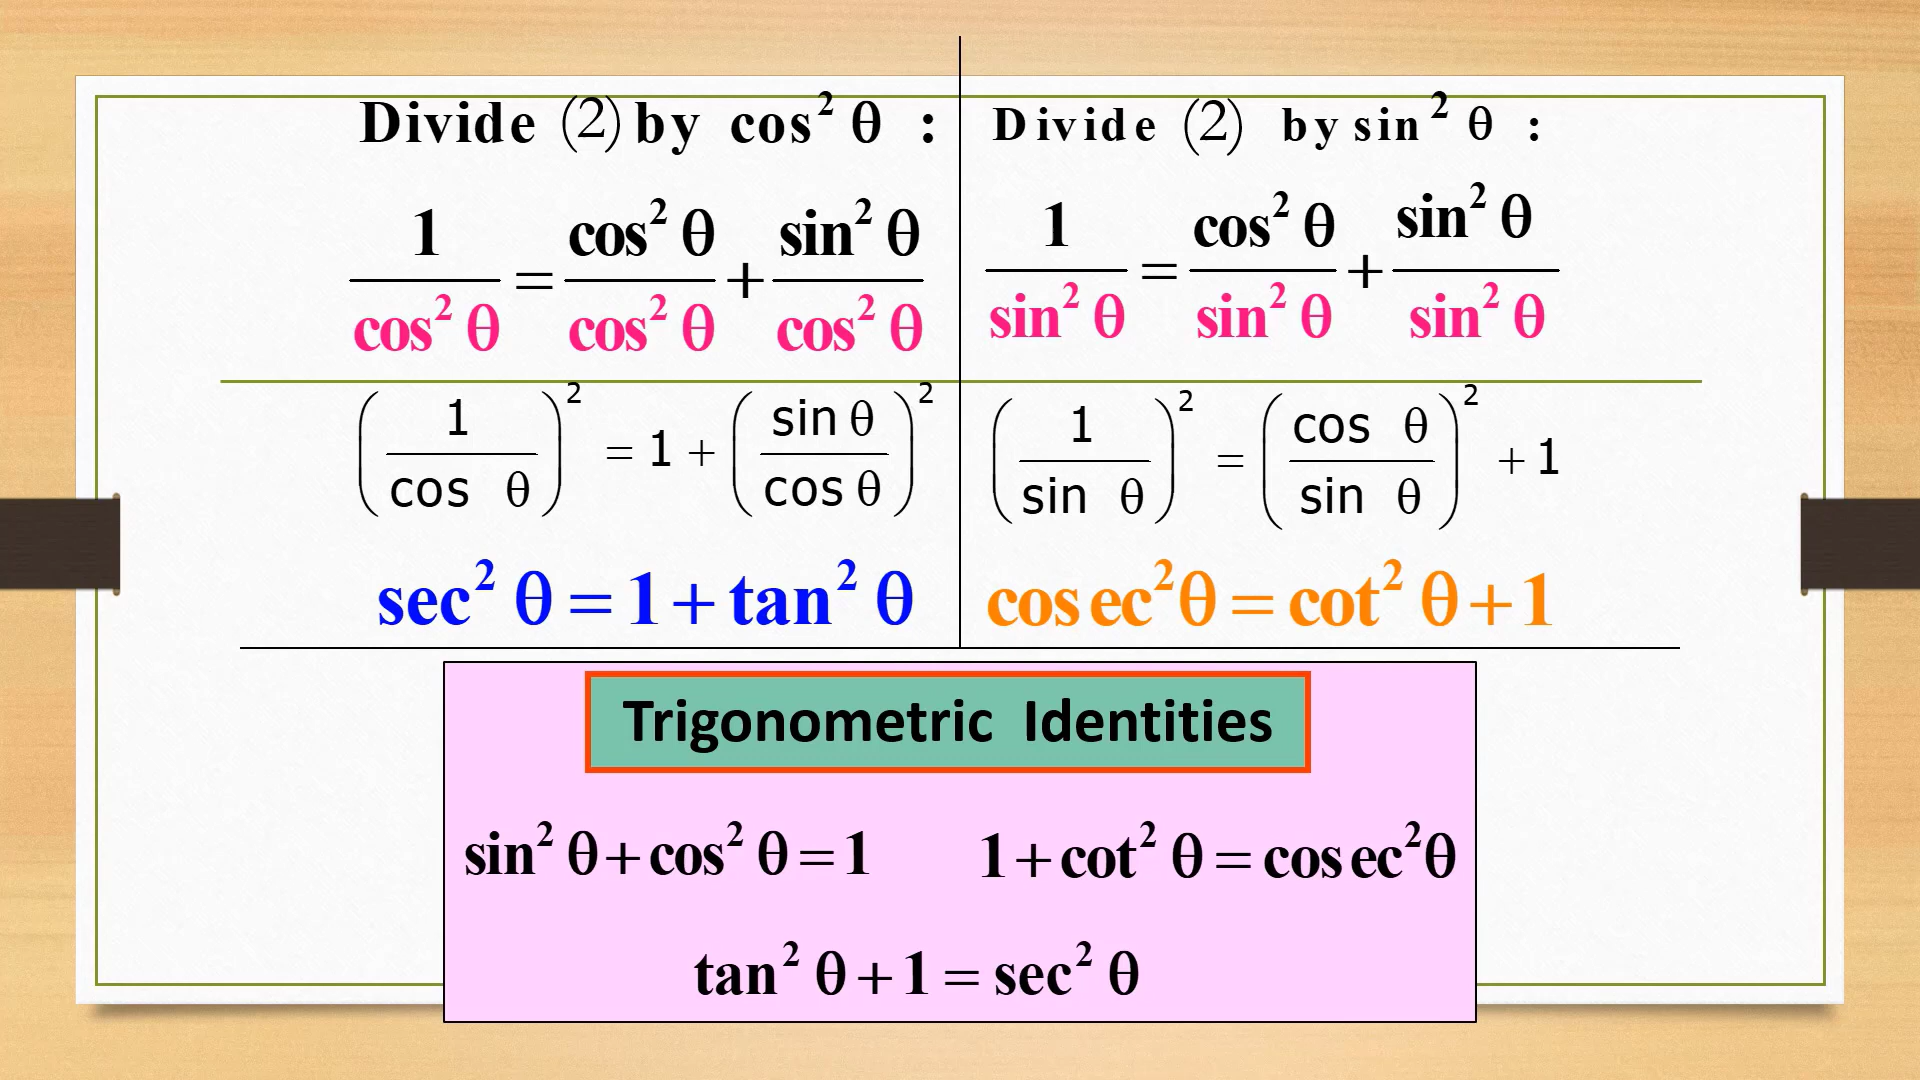 Divide (2) by cos² θ :
1/cos² θ = cos² θ/cos² θ + sin² θ/cos² θ
(1/cos θ)² = 1 + (sin θ/cos θ)²
sec² θ = 1 + tan² θ
Divide (2) by sin² θ :
1/sin² θ = cos² θ/sin² θ + sin² θ/sin² θ
(1/sin θ)² = (cos θ/sin θ)² + 1
cosec²θ = cot² θ + 1
Trigonometric Identities
sin² θ + cos² θ = 1
1 + cot² θ = cosec²θ
tan² θ + 1 = sec² θ